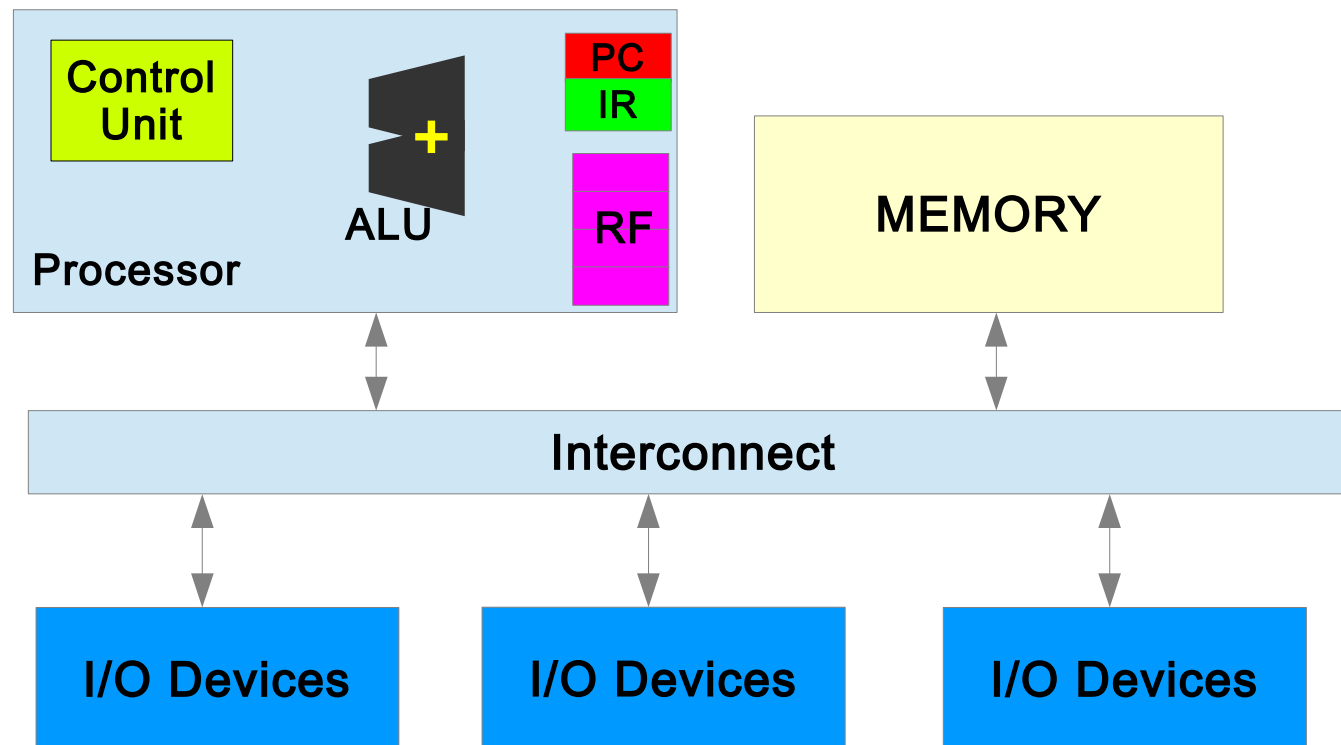 Control
Unit
+
ALU
Processor
PC
IR
RF
MEMORY
Interconnect
I/O Devices
I/O Devices
I/O Devices